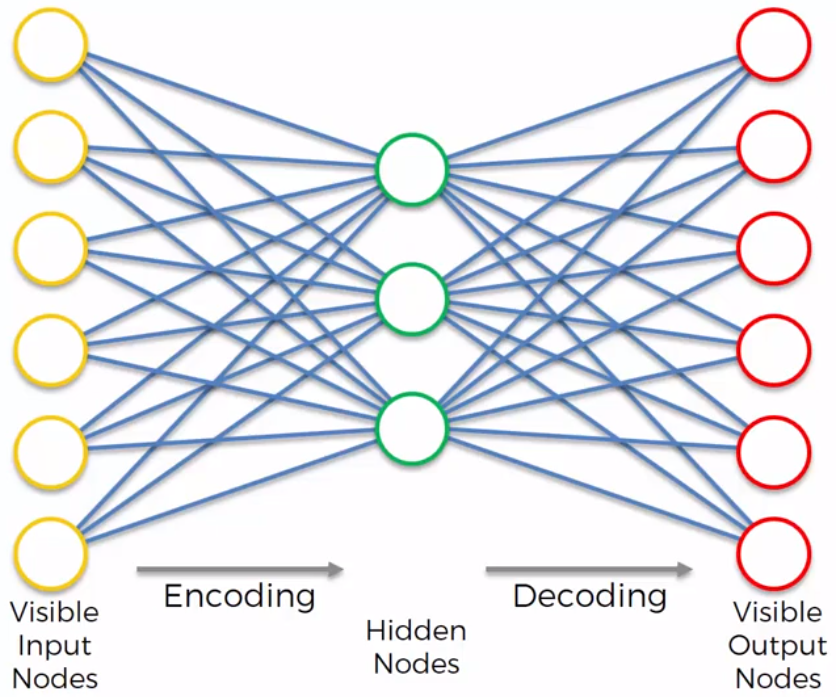 Encoding
Decoding
Visible
Input
Nodes
Hidden
Nodes
Visible
Output
Nodes